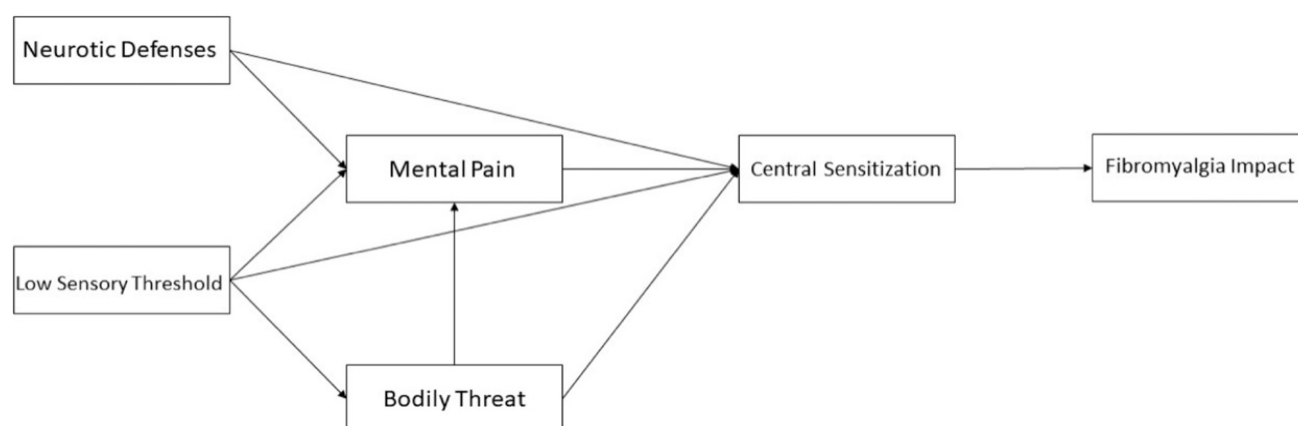 Neurotic Defenses
Mental Pain
Central Sensitization
Fibromyalgia Impact
Low Sensory Threshold
Bodily Threat